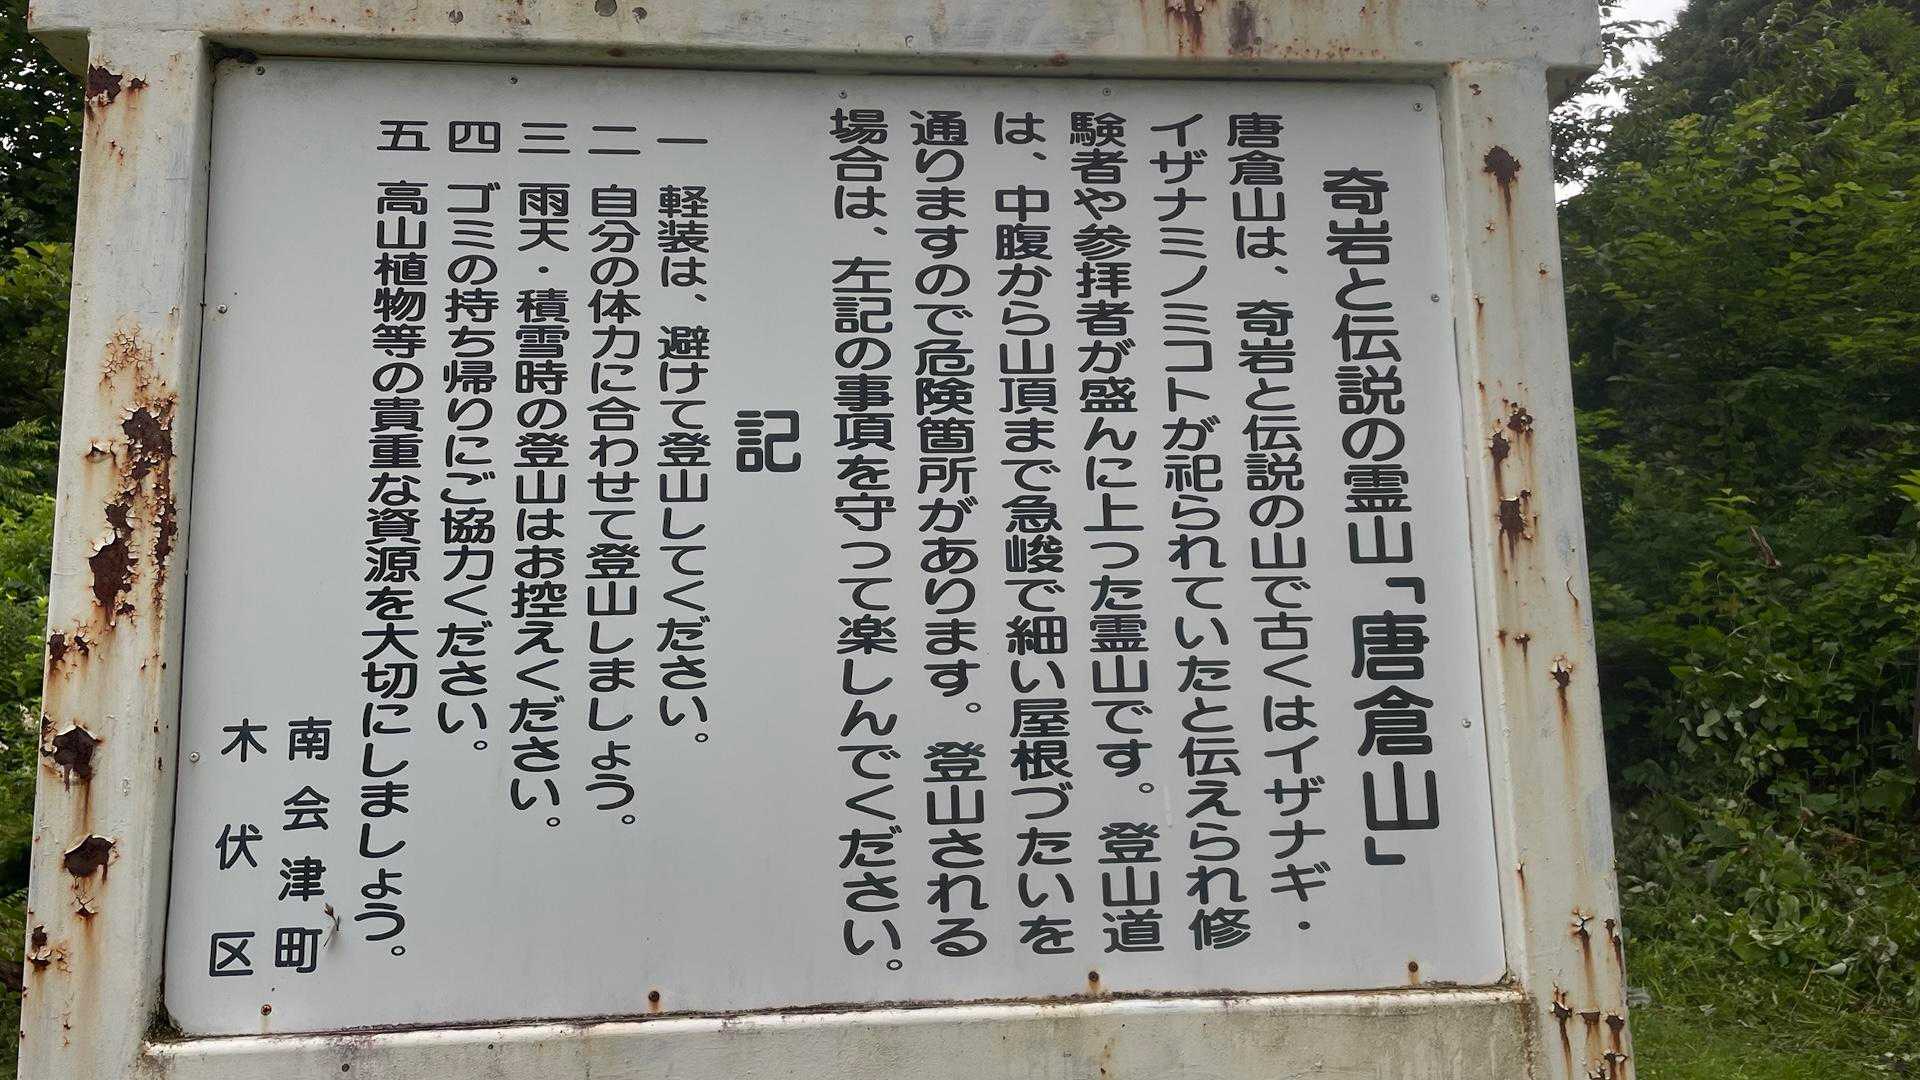 奇岩と伝説の霊山「唐倉山」
唐倉山は、奇岩と伝説の山で古くはイザナギ・
イザナミノミコトが祀られていたと伝えられ修
験者や参拝者が盛んに上った霊山です。登山道
は、中腹から山頂まで急峻で細い屋根づたいを
通りますので危険箇所があります。登山される
場合は、左記の事項を守って楽しんでください。
記
一 軽装は、避けて登山してください。
二 自分の体力に合わせて登山しましょう。
三 雨天・積雪時の登山はお控えください。
四 ゴミの持ち帰りにご協力ください。
五 高山植物等の貴重な資源を大切にしましょう。
南会津町
木伏区